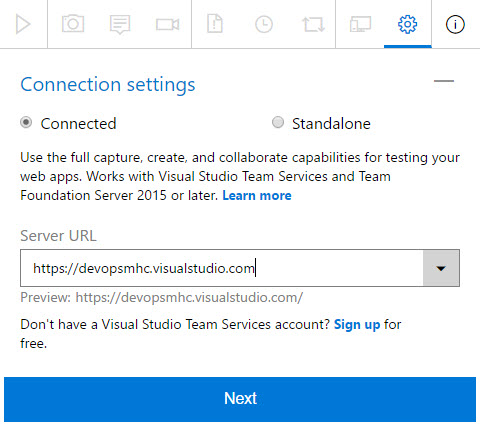 Connection settings
Connected
Standalone
Use the full capture, create, and collaborate capabilities for testing your
web apps. Works with Visual Studio Team Services and Team
Foundation Server 2015 or later. Learn more
Server URL
https://devopsmhc.visualstudio.com
Preview: https://devopsmhc.visualstudio.com/
Don't have a Visual Studio Team Services account? Sign up for
free.
Next